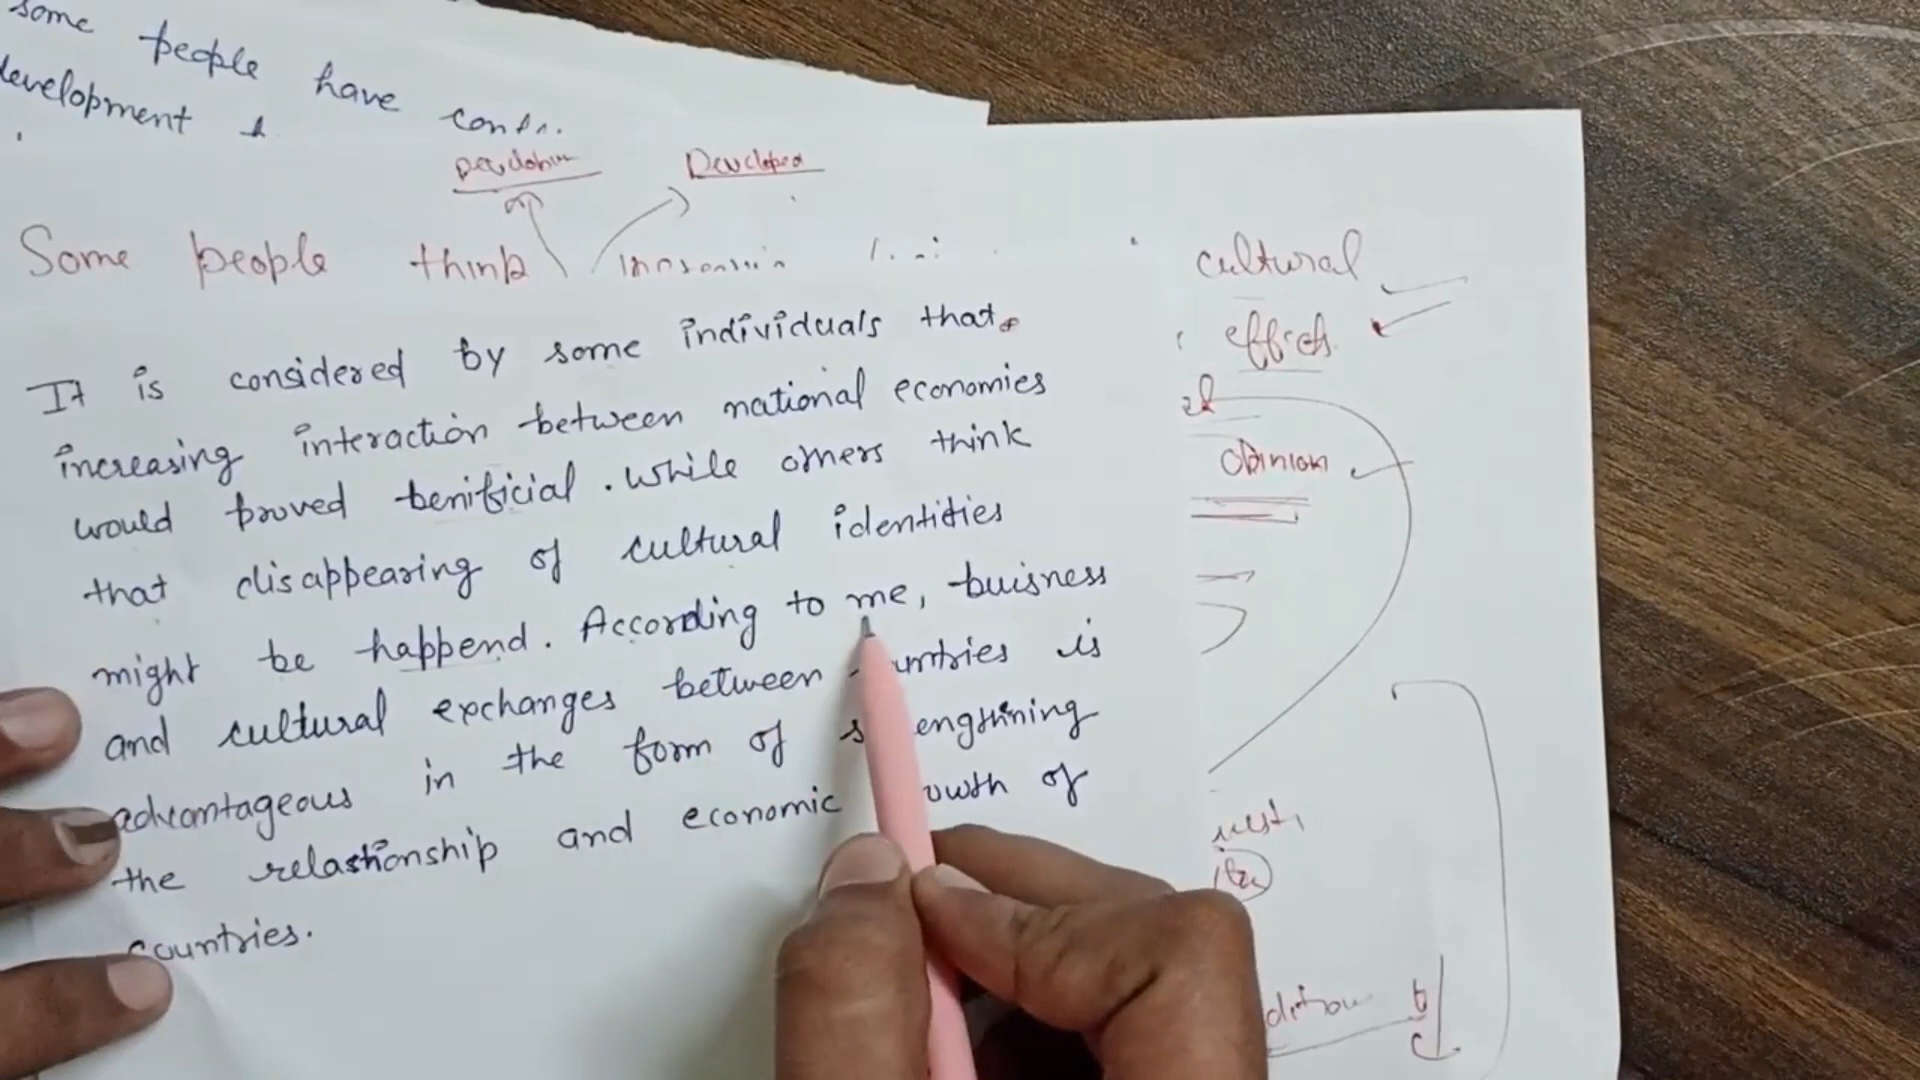 some people have
development
Developed
Some people think
cultural
effects
It is considered by some individuals that
increasing interaction between national economies
would proved benificial. While others think
opinion
that disappearing of cultural identities
might be happend. According to me, buisness
and cultural exchanges between is
advantageous in the form of
the relastionship and economic of
countries.